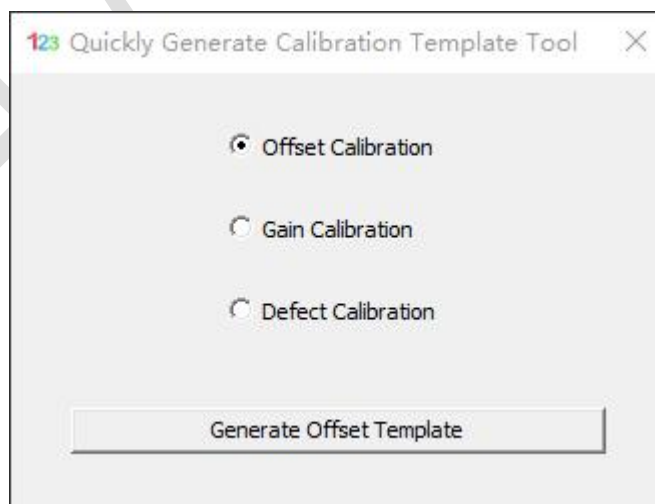 123 Quickly Generate Calibration Template Tool
Offset Calibration
Gain Calibration
Defect Calibration
Generate Offset Template